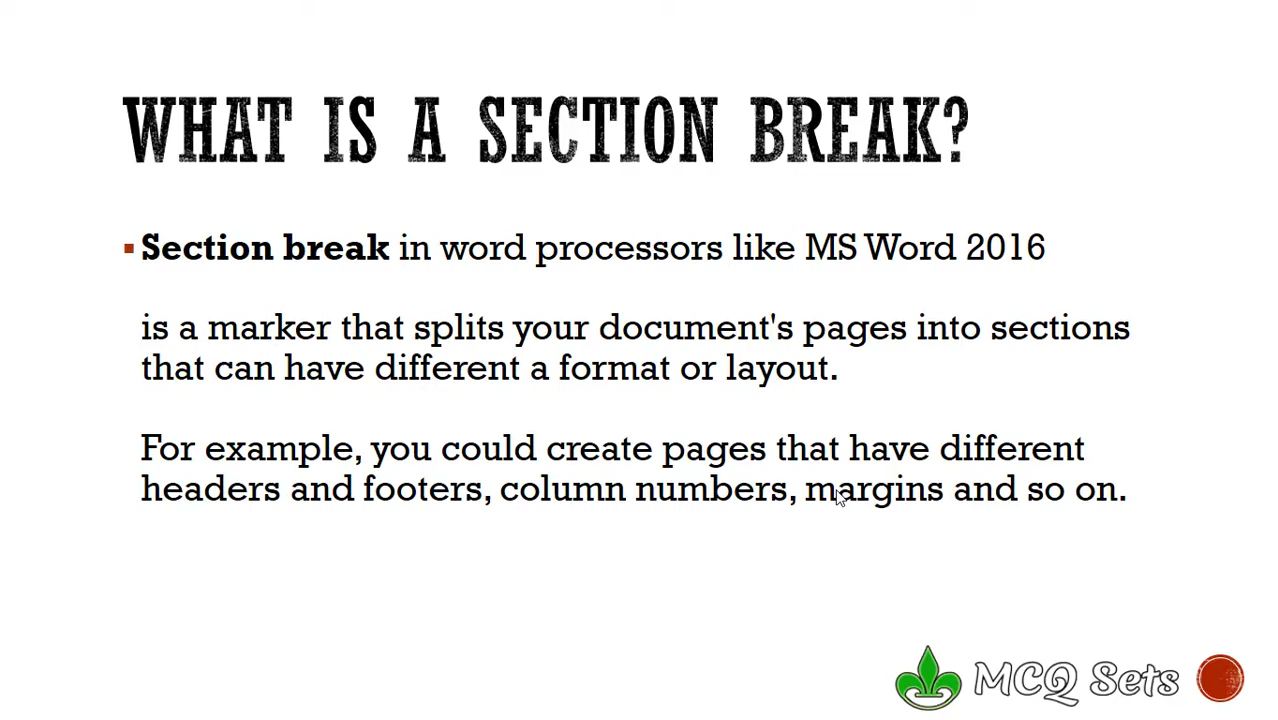 WHAT IS A SECTION BREAK?
Section break in word processors like MS Word 2016
is a marker that splits your document's pages into sections
that can have different a format or layout.
For example, you could create pages that have different
headers and footers, column numbers, margins and so on.
MCQ Sets